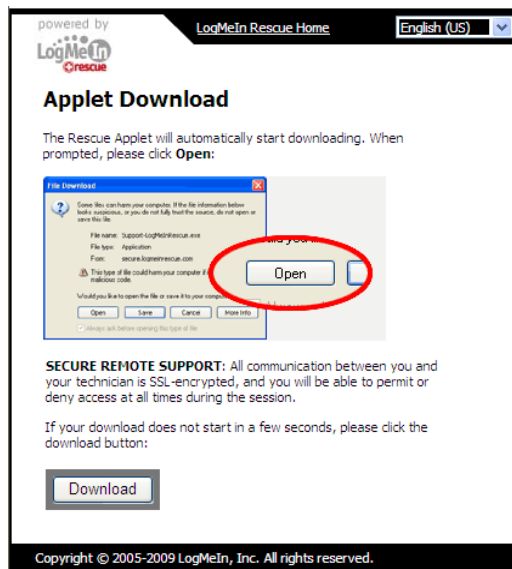 powered by
LogMeIn
rescue
LogMeIn Rescue Home
English (US)
Applet Download
The Rescue Applet will automatically start downloading. When
prompted, please click Open:
File Download
Some files can harm your computer. If the file information below
looks suspicious, or you do not fully trust the source, do not open or
save this file.
File name: Support-LogMeInRescue.exe
File type: Application
From: secure.logmeinrescue.com
This type of file could harm your computer if
malicious code.
Would you like to open the file or save it to your computer
Open Save Cancel More Info
Always ask before opening this type of file
Open
SECURE REMOTE SUPPORT: All communication between you and
your technician is SSL-encrypted, and you will be able to permit or
deny access at all times during the session.
If your download does not start in a few seconds, please click the
download button:
Download
Copyright © 2005-2009 LogMeIn, Inc. All rights reserved.